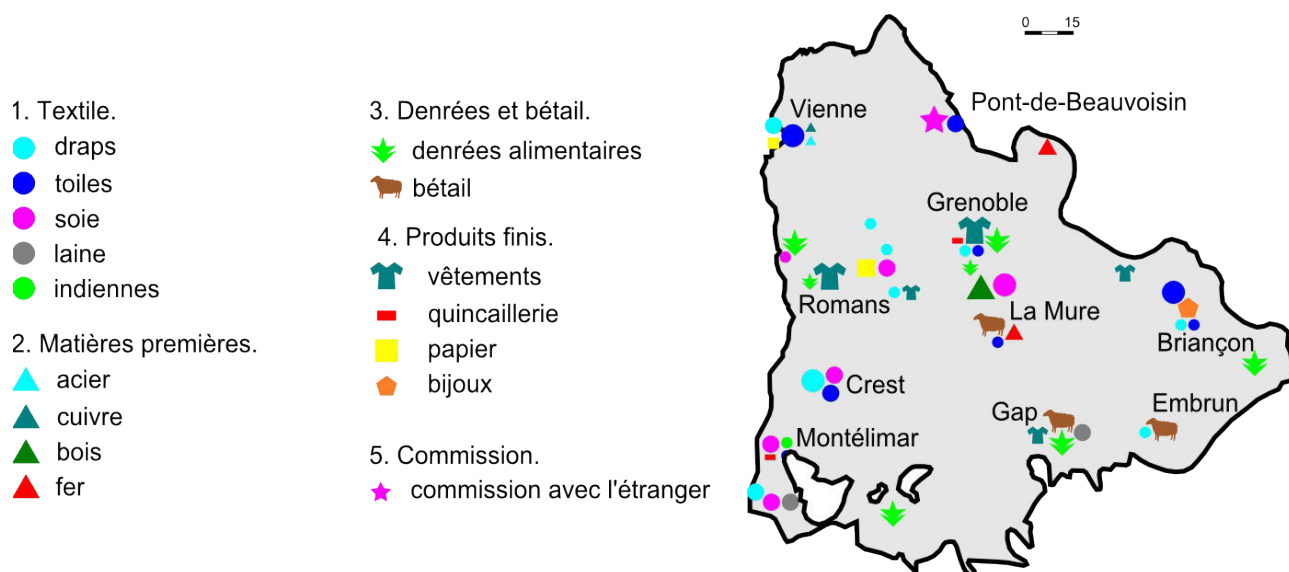 1. Textile.
draps
toiles
soie
laine
indiennes
2. Matières premières.
acier
cuivre
bois
fer
3. Denrées et bétail.
denrées alimentaires
bétail
4. Produits finis.
vêtements
quincaillerie
papier
bijoux
5. Commission.
commission avec l'étranger
0 15
Vienne
Pont-de-Beauvoisin
Grenoble
Romans
La Mure
Briançon
Crest
Gap
Embrun
Montélimar